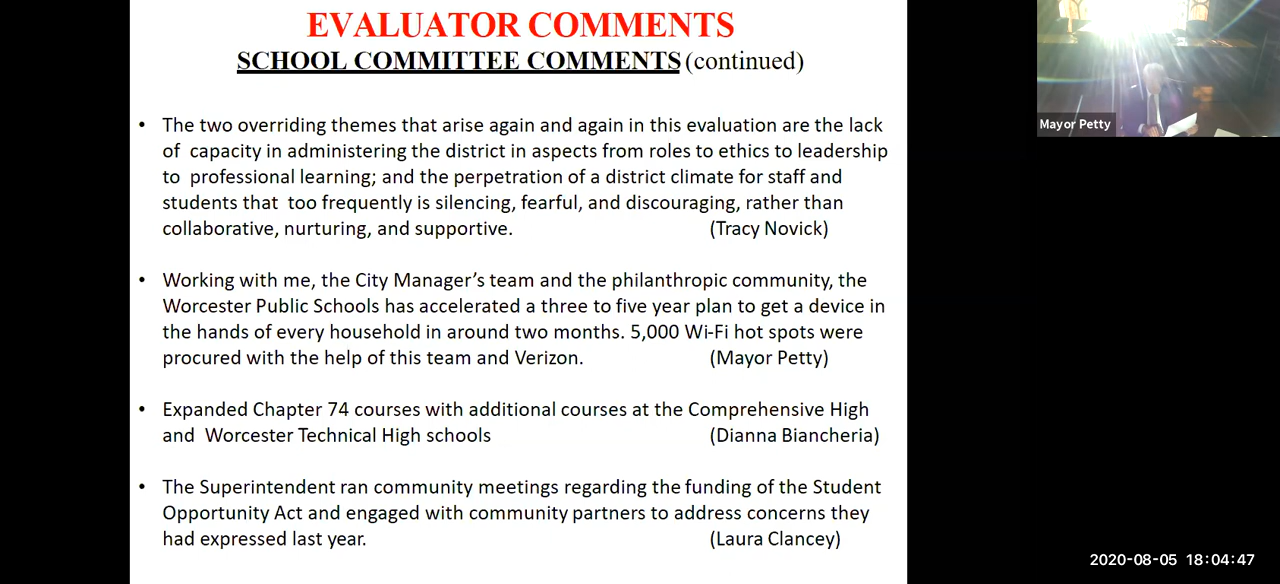 EVALUATOR COMMENTS
SCHOOL COMMITTEE COMMENTS (continued)
• The two overriding themes that arise again and again in this evaluation are the lack
of capacity in administering the district in aspects from roles to ethics to leadership
to professional learning; and the perpetration of a district climate for staff and
students that too frequently is silencing, fearful, and discouraging, rather than
collaborative, nurturing, and supportive. (Tracy Novick)
• Working with me, the City Manager’s team and the philanthropic community, the
Worcester Public Schools has accelerated a three to five year plan to get a device in
the hands of every household in around two months. 5,000 Wi-Fi hot spots were
procured with the help of this team and Verizon. (Mayor Petty)
• Expanded Chapter 74 courses with additional courses at the Comprehensive High
and Worcester Technical High schools (Dianna Biancheria)
• The Superintendent ran community meetings regarding the funding of the Student
Opportunity Act and engaged with community partners to address concerns they
had expressed last year. (Laura Clancey)
Mayor Petty
2020-08-05 18:04:47